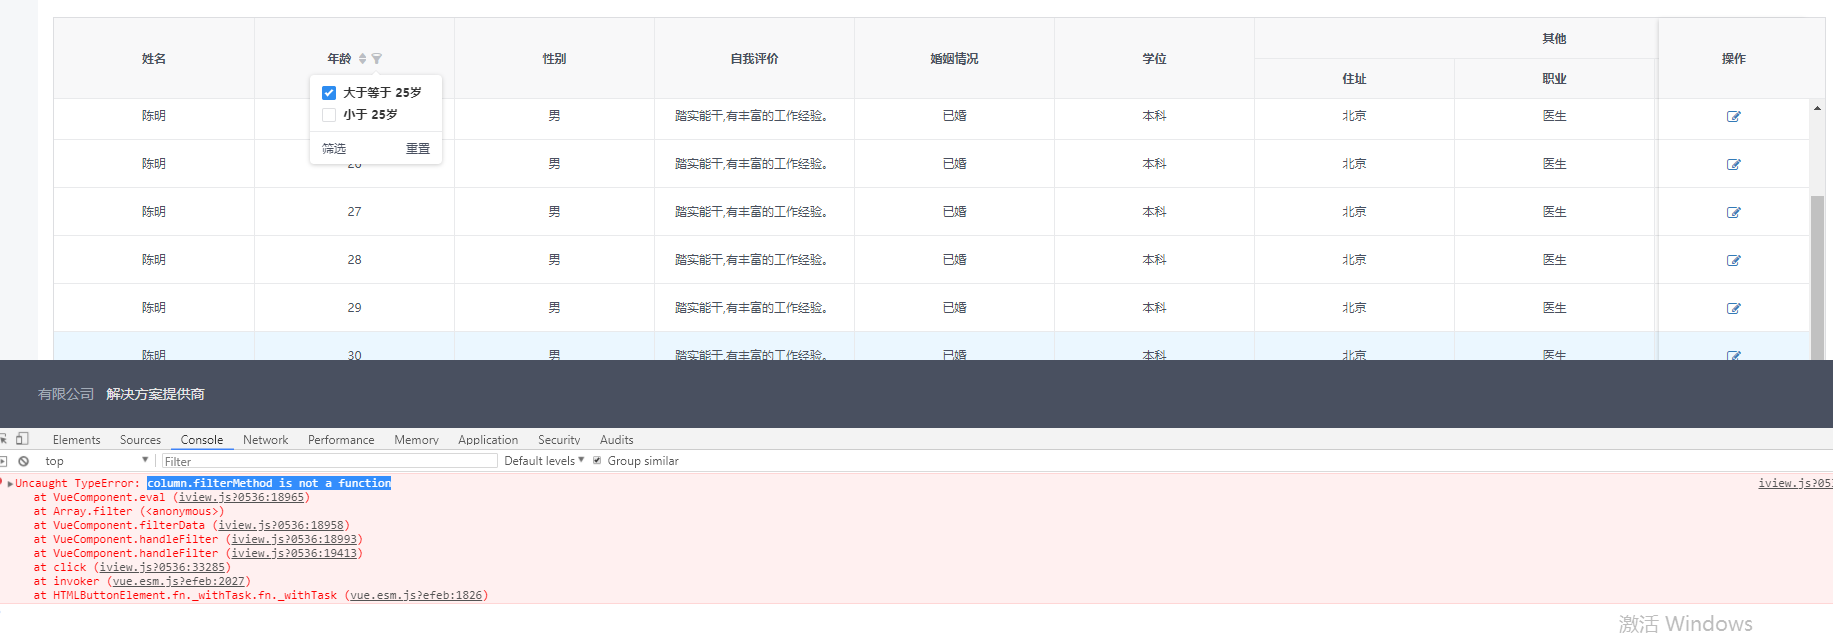 其他
姓名 年龄 性别 自我评价 婚姻情况 学位 操作
住址 职业
大于等于 25岁
小于 25岁
筛选 重置
陈明 男 踏实能干,有丰富的工作经验。 已婚 本科 北京 医生
陈明 26 男 踏实能干,有丰富的工作经验。 已婚 本科 北京 医生
陈明 27 男 踏实能干,有丰富的工作经验。 已婚 本科 北京 医生
陈明 28 男 踏实能干,有丰富的工作经验。 已婚 本科 北京 医生
陈明 29 男 踏实能干,有丰富的工作经验。 已婚 本科 北京 医生
陈明 30 男 踏实能干,有丰富的工作经验。 已婚 本科 北京 医生
有限公司 解决方案提供商
Elements Sources Console Network Performance Memory Application Security Audits
top Filter Default levels Group similar
Uncaught TypeError: column.filterMethod is not a function iview.js?053
at VueComponent.eval (iview.js?0536:18965)
at Array.filter (<anonymous>)
at VueComponent.filterData (iview.js?0536:18958)
at VueComponent.handleFilter (iview.js?0536:18993)
at VueComponent.handleFilter (iview.js?0536:19413)
at click (iview.js?0536:33285)
at invoker (vue.esm.js?efeb:2027)
at HTMLButtonElement.fn._withTask.fn._withTask (vue.esm.js?efeb:1826)
激活 Windows